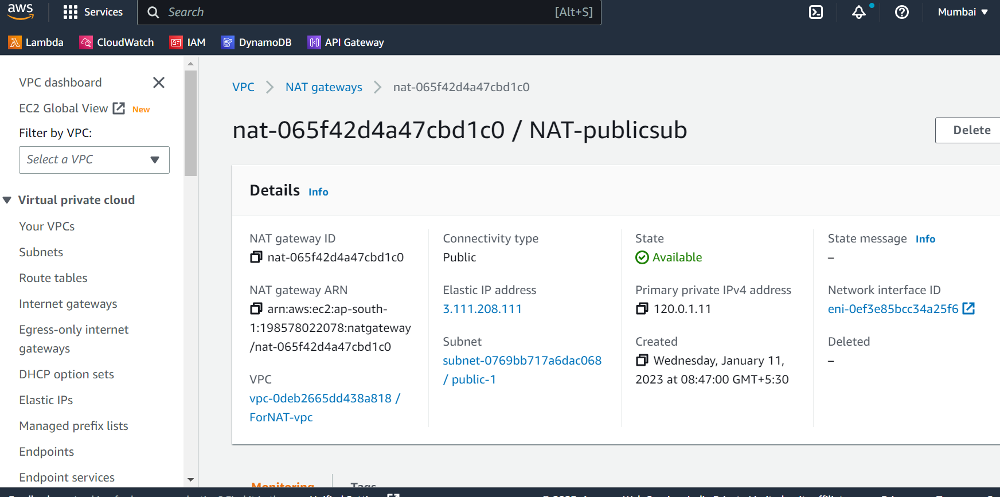 aws
Services
Search
[Alt+S]
Mumbai
Lambda
CloudWatch
IAM
DynamoDB
API Gateway
VPC dashboard
EC2 Global View
New
Filter by VPC:
Select a VPC
Virtual private cloud
Your VPCs
Subnets
Route tables
Internet gateways
Egress-only internet
gateways
DHCP option sets
Elastic IPs
Managed prefix lists
Endpoints
Endpoint services
VPC
NAT gateways
nat-065f42d4a47cbd1c0
nat-065f42d4a47cbd1c0 / NAT-publicsub
Delete
Details Info
NAT gateway ID
nat-065f42d4a47cbd1c0
NAT gateway ARN
arn:aws:ec2:ap-south-
1:198578022078:natgateway
/nat-065f42d4a47cbd1c0
VPC
vpc-0deb2665dd438a818 /
ForNAT-vpc
Connectivity type
Public
Elastic IP address
3.111.208.111
Subnet
subnet-0769bb717a6dac068
/ public-1
State
Available
Primary private IPv4 address
120.0.1.11
Created
Wednesday, January 11,
2023 at 08:47:00 GMT+5:30
State message Info
–
Network interface ID
eni-0ef3e85bcc34a25f6
Deleted
–
Monitoring
Tags